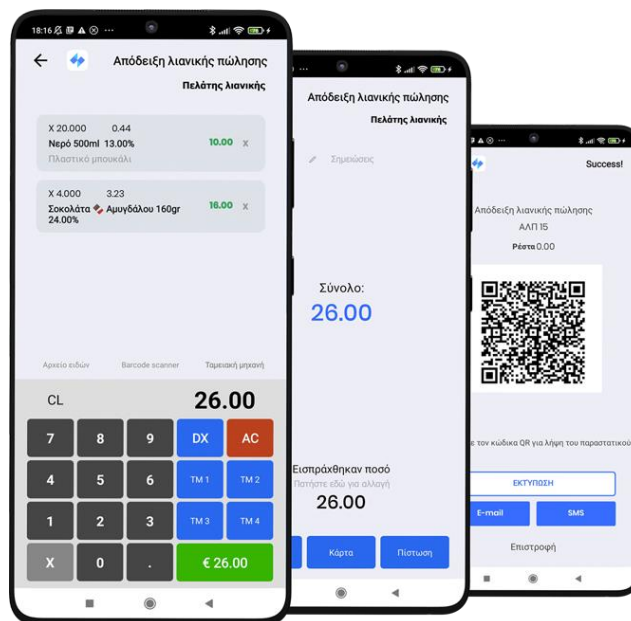 18:16
Απόδειξη λιανικής πώλησης
Πελάτης λιανικής
X 20.000 0.44
Νερό 500ml 13.00%
Πλαστικό μπουκάλι
10.00 x
X 4.000 3.23
Σοκολάτα Αμυγδάλου 160gr
24.00%
16.00 x
Αρχείο ειδών Barcode scanner Ταμειακή μηχανή
CL 26.00
7 8 9 DX AC
4 5 6 TM 1 TM 2
1 2 3 TM 3 TM 4
X 0 . € 26.00
Απόδειξη λιανικής πώλησης
Πελάτης λιανικής
Σημειώσεις
Σύνολο:
26.00
Εισπράχθηκαν ποσό
Πατήστε εδώ για αλλαγή
26.00
Κάρτα Πίστωση
Success!
Απόδειξη λιανικής πώλησης
ΑΛΠ 15
Ρέστα 0.00
ε τον κώδικα QR για λήψη του παραστατικού
ΕΚΤΥΠΩΣΗ
E-mail SMS
Επιστροφή